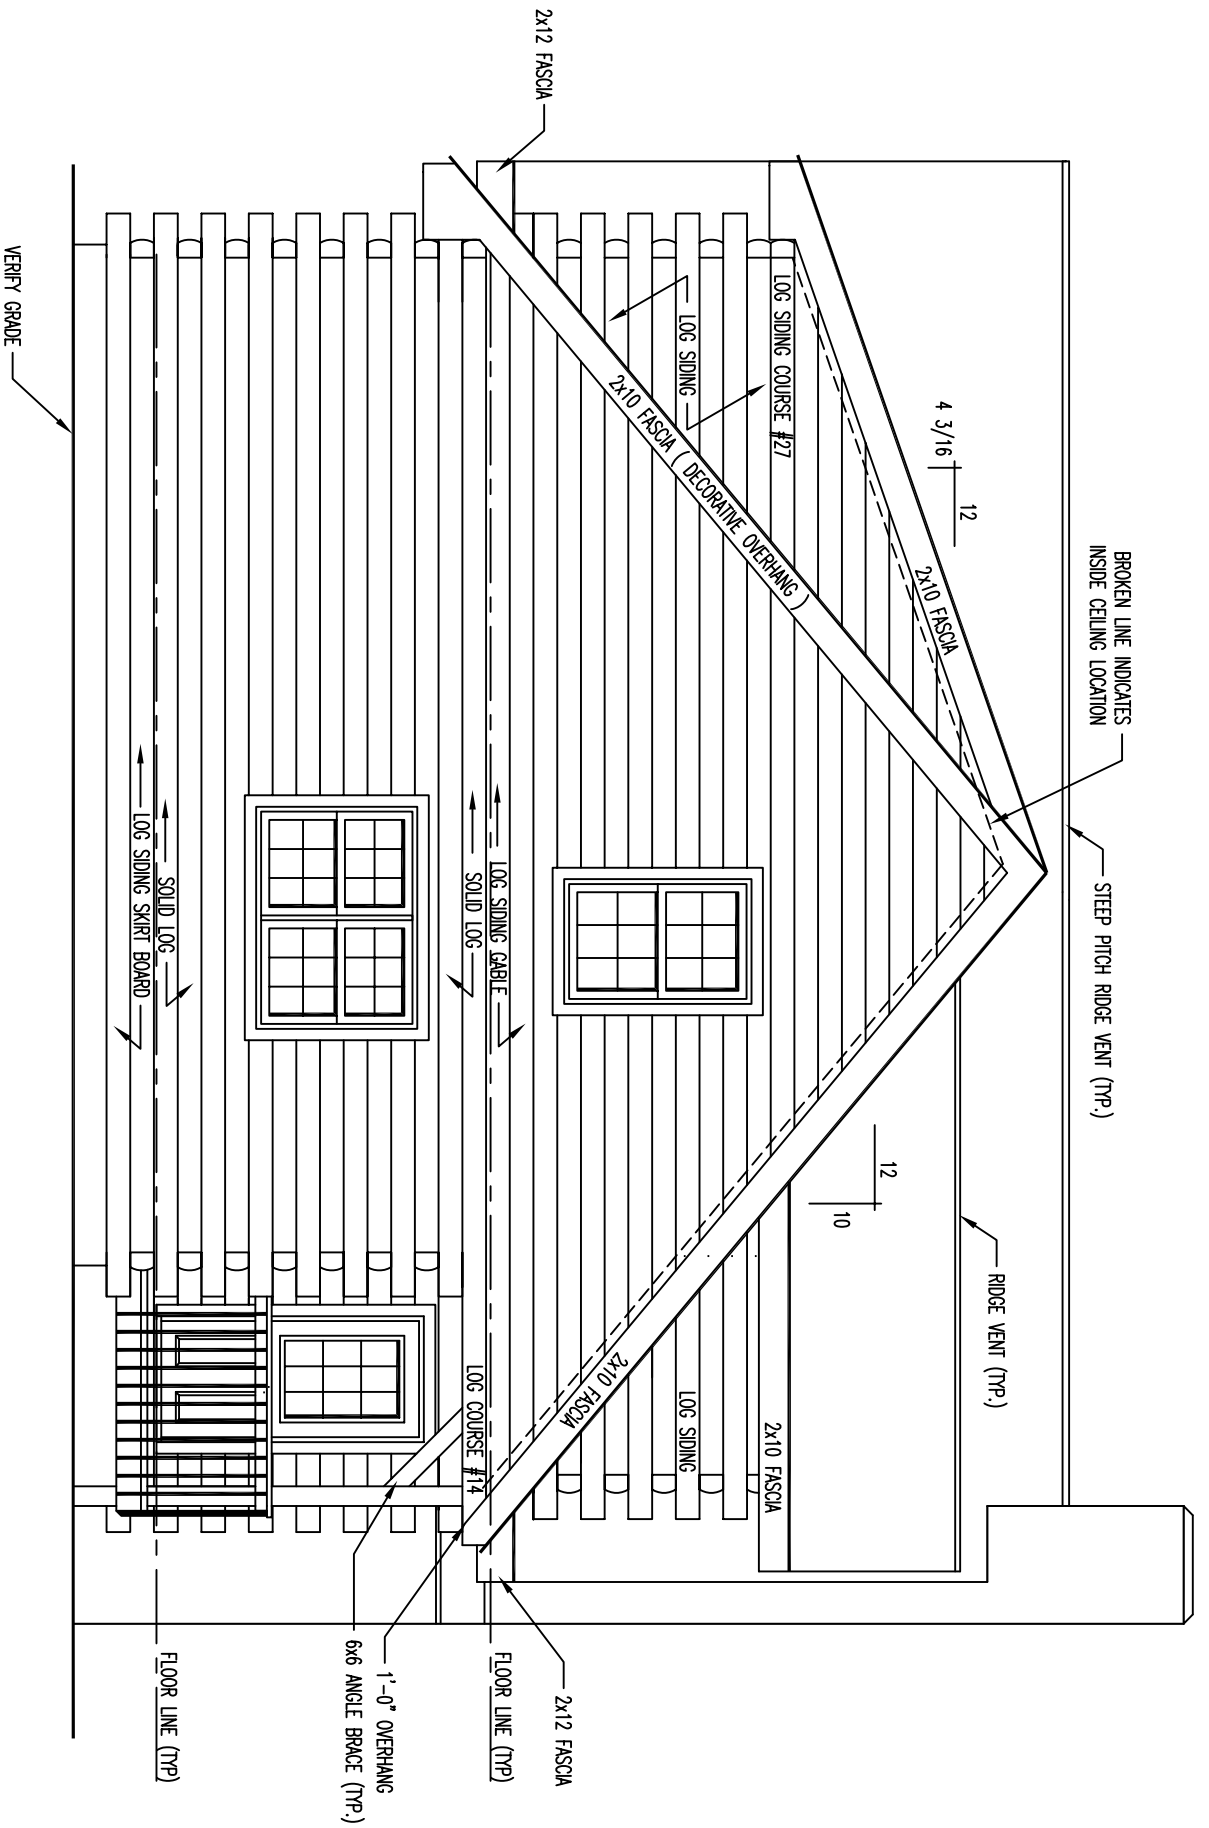 BROKEN LINE INDICATES
INSIDE CEILING LOCATION
STEEP PITCH RIDGE VENT (TYP.)
12
4 3/16
2x10 FASCIA
12
10
RIDGE VENT (TYP.)
LOG SIDING COURSE #27
LOG SIDING
2x10 FASCIA ( DECORATIVE OVERHANG )
2x10 FASCIA
LOG SIDING
2x10 FASCIA
2x12 FASCIA
2x12 FASCIA
LOG SIDING GABLE
SOLID LOG
LOG COURSE #14
FLOOR LINE (TYP)
1'-0" OVERHANG
6x6 ANGLE BRACE (TYP.)
SOLID LOG
LOG SIDING SKIRT BOARD
FLOOR LINE (TYP)
VERIFY GRADE